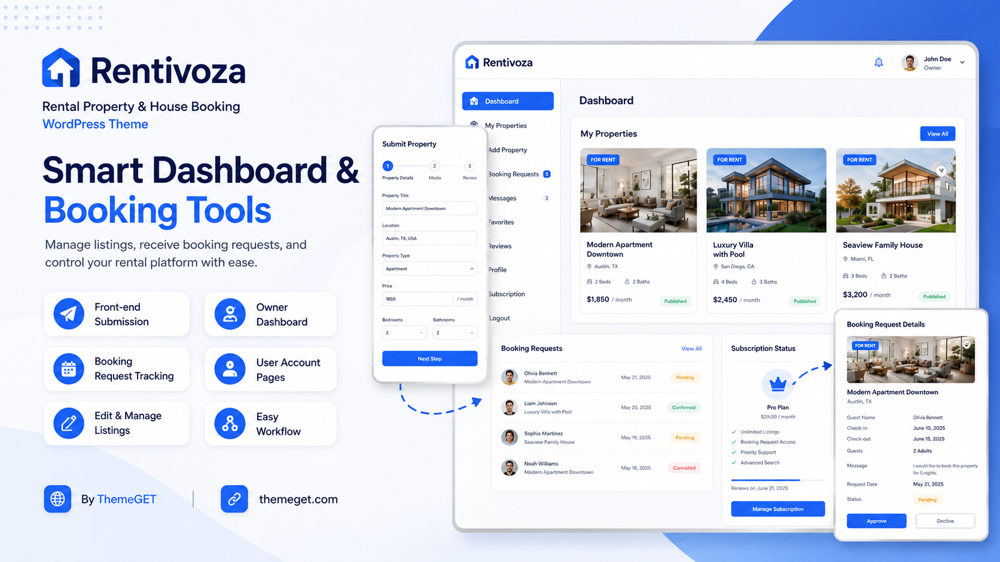 Rentivoza
Rental Property & House Booking
WordPress Theme
Smart Dashboard &
Booking Tools
Manage listings, receive booking requests, and
control your rental platform with ease.
Front-end
Submission
Owner
Dashboard
Booking
Request Tracking
User Account
Pages
Edit & Manage
Listings
Easy
Workflow
By ThemeGET
themeget.com
Submit Property
1
2
3
Property Details
Media
Review
Property Title
Modern Apartment Downtown
Location
Austin, TX, USA
Property Type
Apartment
Price
1850
/ month
Bedrooms
Bathrooms
2
2
Next Step
Rentivoza
John Doe
Owner
Dashboard
My Properties
Add Property
Booking Requests 5
Messages 2
Favorites
Reviews
Profile
Subscription
Logout
Dashboard
My Properties
View All
FOR RENT
Modern Apartment
Downtown
Austin, TX
2 Beds
2 Baths
$1,850 / month
Published
FOR RENT
Luxury Villa
with Pool
San Diego, CA
4 Beds
3 Baths
$2,450 / month
Published
FOR RENT
Seaview Family House
Miami, FL
3 Beds
2 Baths
$3,200 / month
Published
Booking Requests
View All
Olivia Bennett
Modern Apartment Downtown
May 21, 2025
Pending
Liam Johnson
Luxury Villa with Pool
May 20, 2025
Confirmed
Sophia Martinez
Seaview Family House
May 19, 2025
Pending
Noah Williams
Modern Apartment Downtown
May 18, 2025
Cancelled
Subscription Status
Pro Plan
$29.00 / month
Unlimited Listings
Booking Request Access
Priority Support
Advanced Search
Renews on June 21, 2025
Manage Subscription
Booking Request Details
FOR RENT
Modern Apartment Downtown
Austin, TX
Guest Name
Olivia Bennett
Check-in
June 10, 2025
Check-out
June 15, 2025
Guests
2 Adults
Message
I would like to book this property
for 5 nights.
Request Date
May 21, 2025
Status
Pending
Approve
Decline